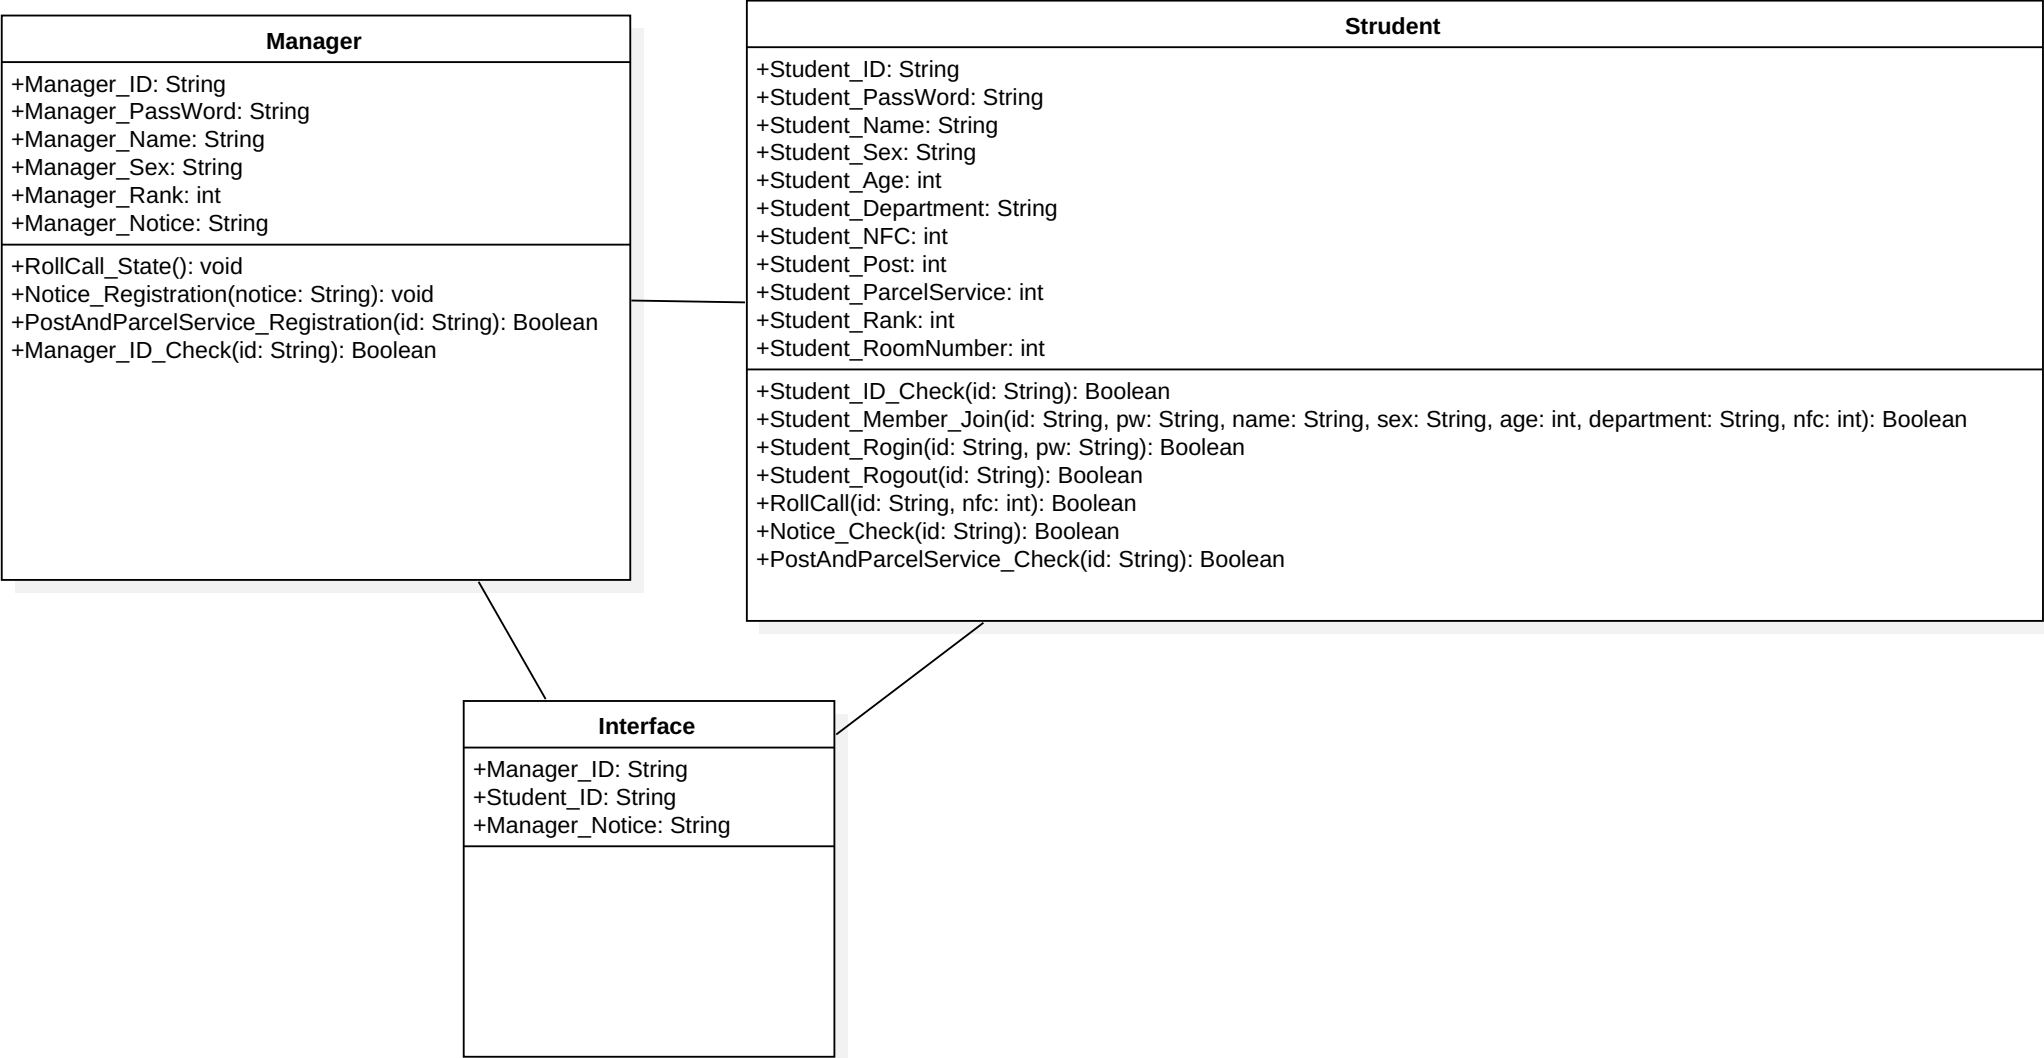 Manager
+Manager_ID: String
+Manager_PassWord: String
+Manager_Name: String
+Manager_Sex: String
+Manager_Rank: int
+Manager_Notice: String
+RollCall_State(): void
+Notice_Registration(notice: String): void
+PostAndParcelService_Registration(id: String): Boolean
+Manager_ID_Check(id: String): Boolean
Strudent
+Student_ID: String
+Student_PassWord: String
+Student_Name: String
+Student_Sex: String
+Student_Age: int
+Student_Department: String
+Student_NFC: int
+Student_Post: int
+Student_ParcelService: int
+Student_Rank: int
+Student_RoomNumber: int
+Student_ID_Check(id: String): Boolean
+Student_Member_Join(id: String, pw: String, name: String, sex: String, age: int, department: String, nfc: int): Boolean
+Student_Rogin(id: String, pw: String): Boolean
+Student_Rogout(id: String): Boolean
+RollCall(id: String, nfc: int): Boolean
+Notice_Check(id: String): Boolean
+PostAndParcelService_Check(id: String): Boolean
Interface
+Manager_ID: String
+Student_ID: String
+Manager_Notice: String